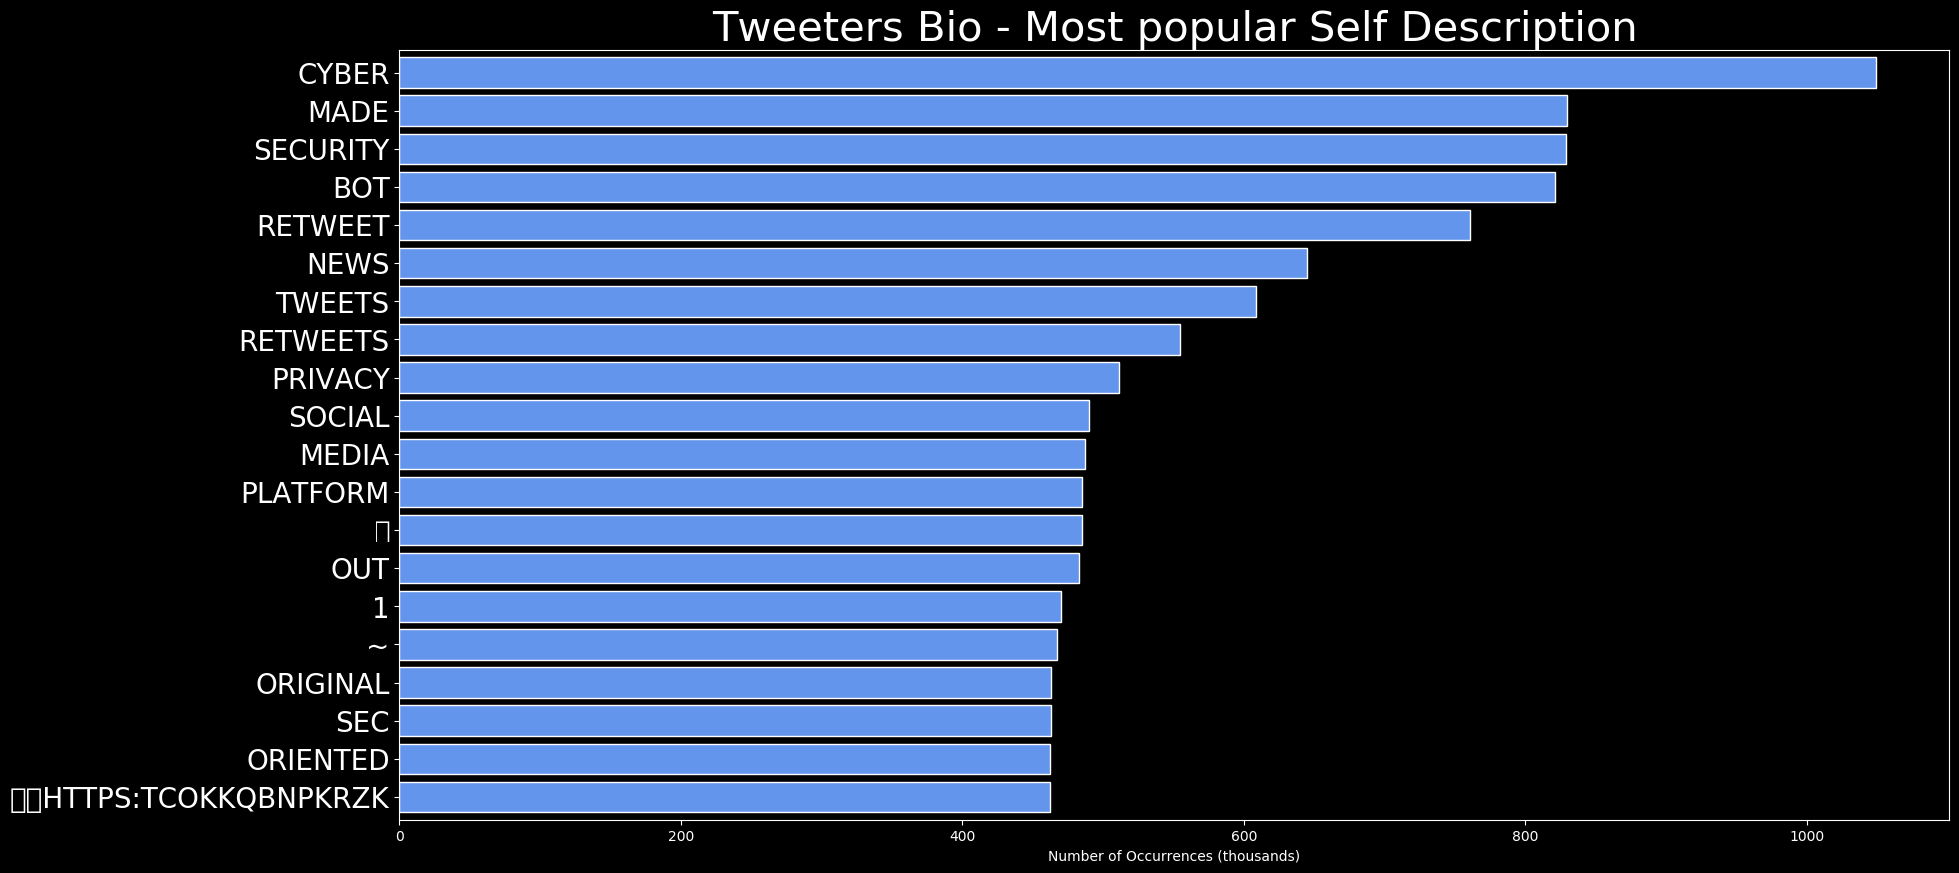 Tweeters Bio - Most popular Self Description
CYBER
MADE
SECURITY
BOT
RETWEET
NEWS
TWEETS
RETWEETS
PRIVACY
SOCIAL
MEDIA
PLATFORM
OUT
1
~
ORIGINAL
SEC
ORIENTED
HTTPS:TCOKKQBNPKRZK
0 200 400 600 800 1000
Number of Occurrences (thousands)